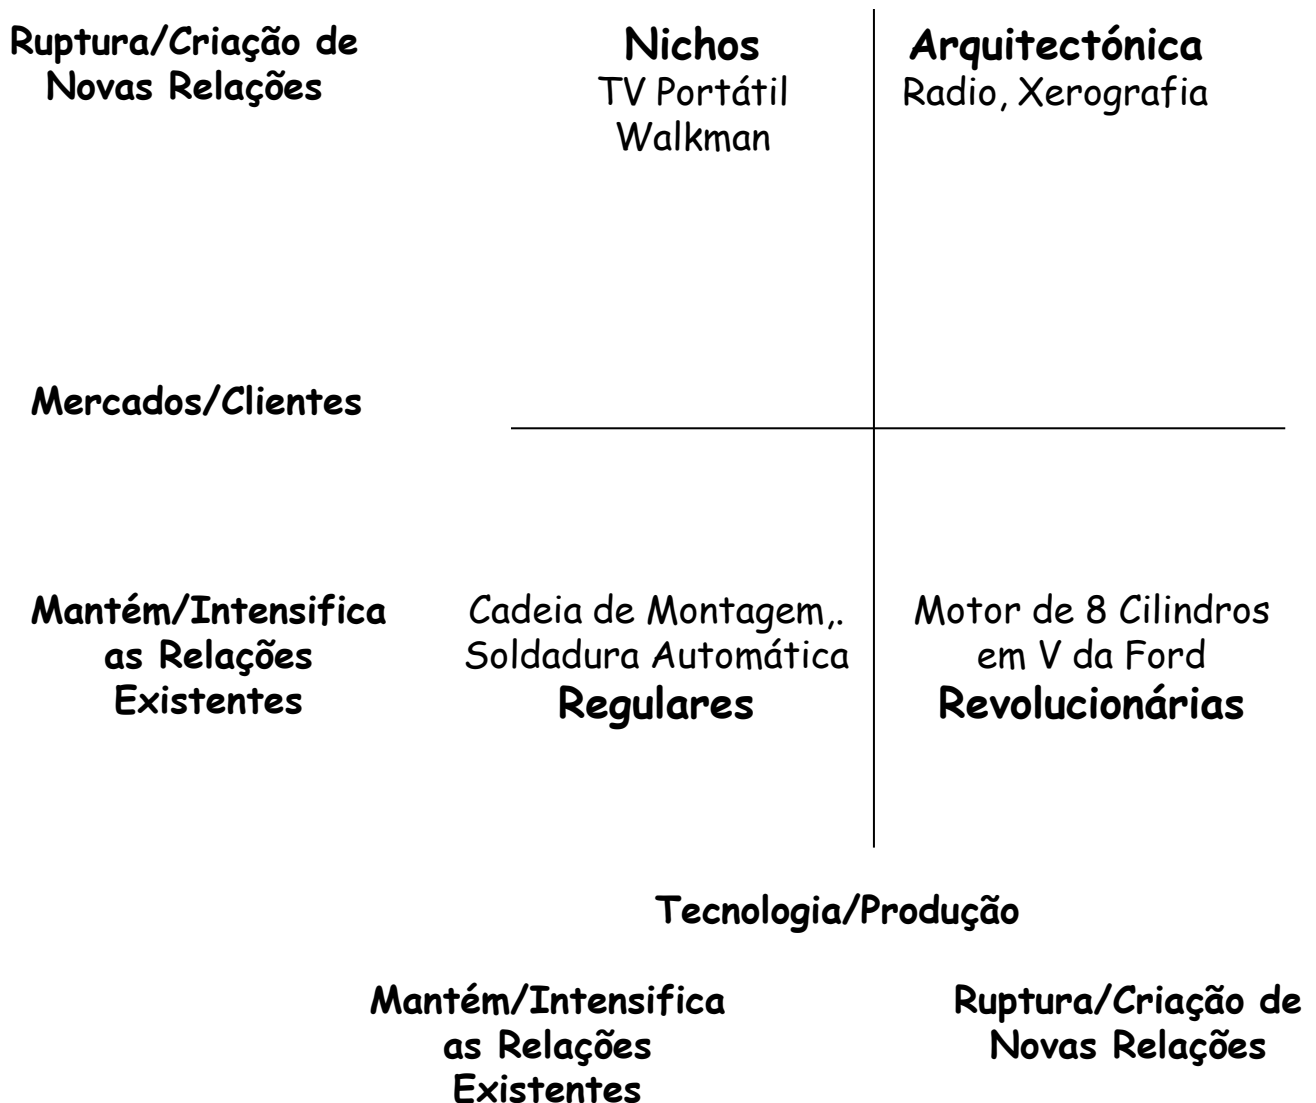 Ruptura/Criação de
Novas Relações
Nichos
TV Portátil
Walkman
Arquitectónica
Radio, Xerografia
Mercados/Clientes
Mantém/Intensifica
as Relações
Existentes
Cadeia de Montagem,.
Soldadura Automática
Regulares
Motor de 8 Cilindros
em V da Ford
Revolucionárias
Tecnologia/Produção
Mantém/Intensifica
as Relações
Existentes
Ruptura/Criação de
Novas Relações